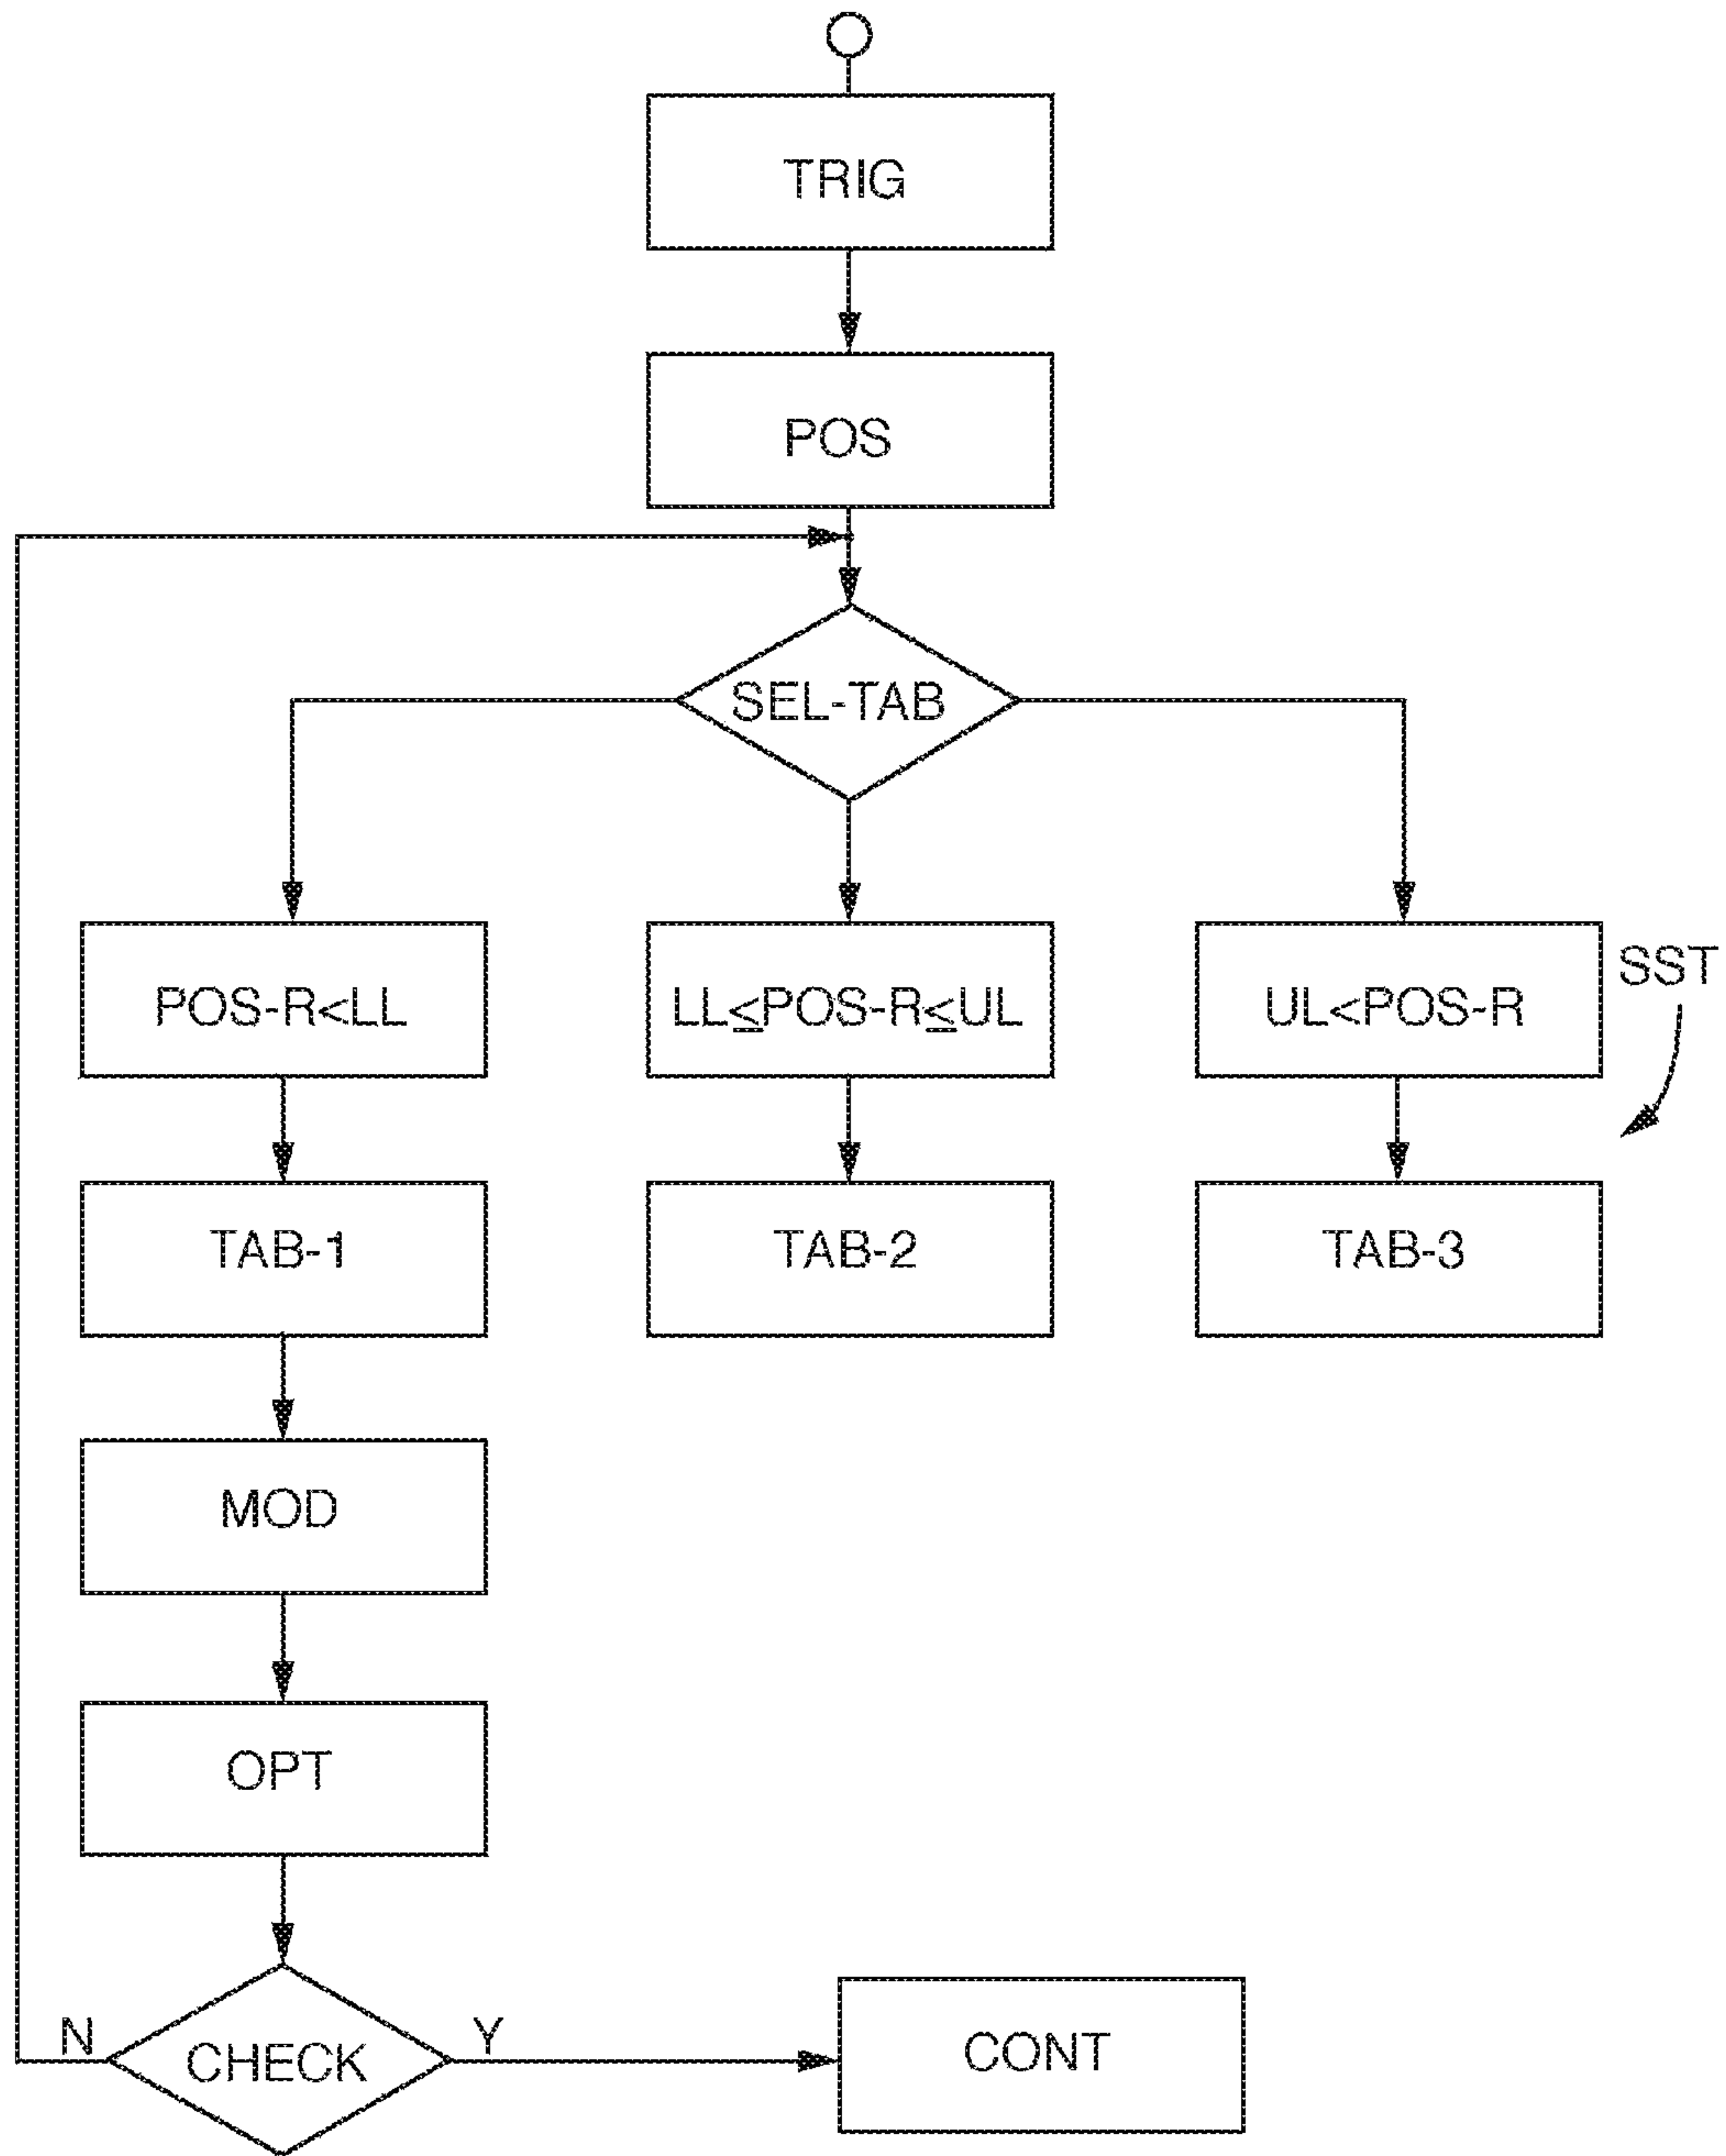 TRIG
POS
SEL-TAB
POS-R<LL
LL≤POS-R≤UL
UL<POS-R
SST
TAB-1
TAB-2
TAB-3
MOD
OPT
N
CHECK
Y
CONT